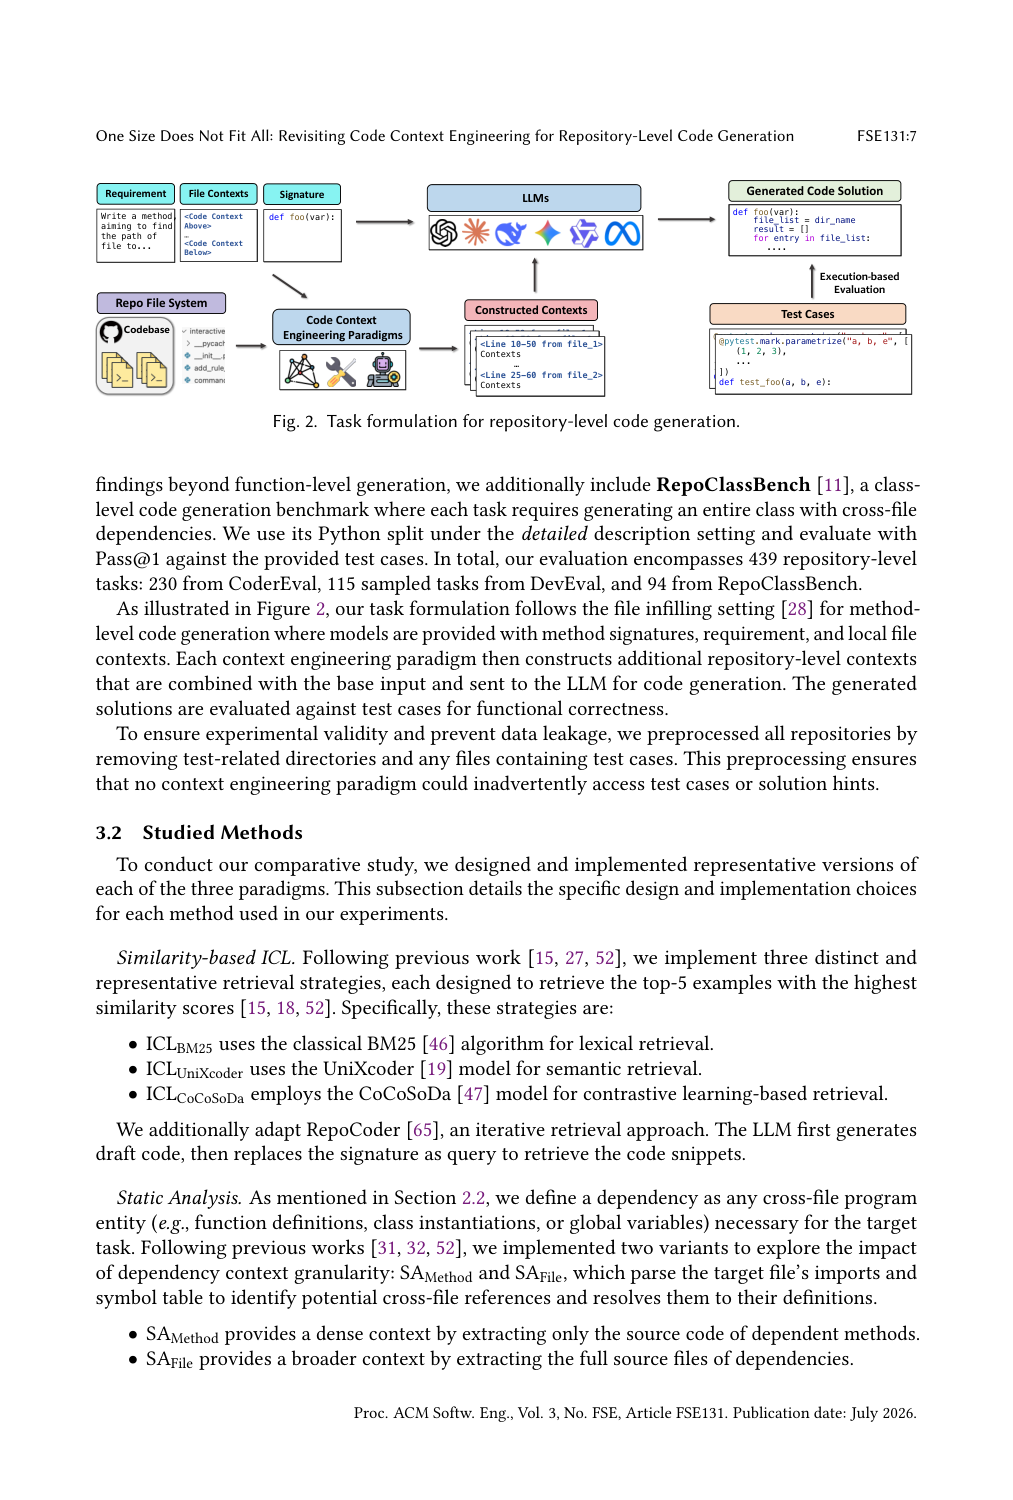 One Size Does Not Fit All: Revisiting Code Context Engineering for Repository-Level Code Generation FSE131:7
Requirement
Write a method,
aiming to find
the path of
file to...
File Contexts
<Code Context
Above>
…
<Code Context
Below>
Signature
def foo(var):
LLMs
Generated Code Solution
def foo(var):
file_list = dir_name
result = []
for entry in file_list:
....
Execution-based
Evaluation
Repo File System
Codebase
interactive
__pycach
__init__.p
add_rule
comman
Code Context
Engineering Paradigms
Constructed Contexts
<Line 10-50 from file_1>
Contexts
…
<Line 25-60 from file_2>
Contexts
Test Cases
@pytest.mark.parametrize("a, b, e", [
(1, 2, 3),
...
])
def test_foo(a, b, e):
Fig. 2. Task formulation for repository-level code generation.
findings beyond function-level generation, we additionally include RepoClassBench [11], a class-
level code generation benchmark where each task requires generating an entire class with cross-file
dependencies. We use its Python split under the detailed description setting and evaluate with
Pass@1 against the provided test cases. In total, our evaluation encompasses 439 repository-level
tasks: 230 from CoderEval, 115 sampled tasks from DevEval, and 94 from RepoClassBench.
As illustrated in Figure 2, our task formulation follows the file infilling setting [28] for method-
level code generation where models are provided with method signatures, requirement, and local file
contexts. Each context engineering paradigm then constructs additional repository-level contexts
that are combined with the base input and sent to the LLM for code generation. The generated
solutions are evaluated against test cases for functional correctness.
To ensure experimental validity and prevent data leakage, we preprocessed all repositories by
removing test-related directories and any files containing test cases. This preprocessing ensures
that no context engineering paradigm could inadvertently access test cases or solution hints.
3.2 Studied Methods
To conduct our comparative study, we designed and implemented representative versions of
each of the three paradigms. This subsection details the specific design and implementation choices
for each method used in our experiments.
Similarity-based ICL. Following previous work [15, 27, 52], we implement three distinct and
representative retrieval strategies, each designed to retrieve the top-5 examples with the highest
similarity scores [15, 18, 52]. Specifically, these strategies are:
• ICLBM25 uses the classical BM25 [46] algorithm for lexical retrieval.
• ICLUniXcoder uses the UniXcoder [19] model for semantic retrieval.
• ICLCoCoSoDa employs the CoCoSoDa [47] model for contrastive learning-based retrieval.
We additionally adapt RepoCoder [65], an iterative retrieval approach. The LLM first generates
draft code, then replaces the signature as query to retrieve the code snippets.
Static Analysis. As mentioned in Section 2.2, we define a dependency as any cross-file program
entity (e.g., function definitions, class instantiations, or global variables) necessary for the target
task. Following previous works [31, 32, 52], we implemented two variants to explore the impact
of dependency context granularity: SAMethod and SAFile, which parse the target file's imports and
symbol table to identify potential cross-file references and resolves them to their definitions.
• SAMethod provides a dense context by extracting only the source code of dependent methods.
• SAFile provides a broader context by extracting the full source files of dependencies.
Proc. ACM Softw. Eng., Vol. 3, No. FSE, Article FSE131. Publication date: July 2026.